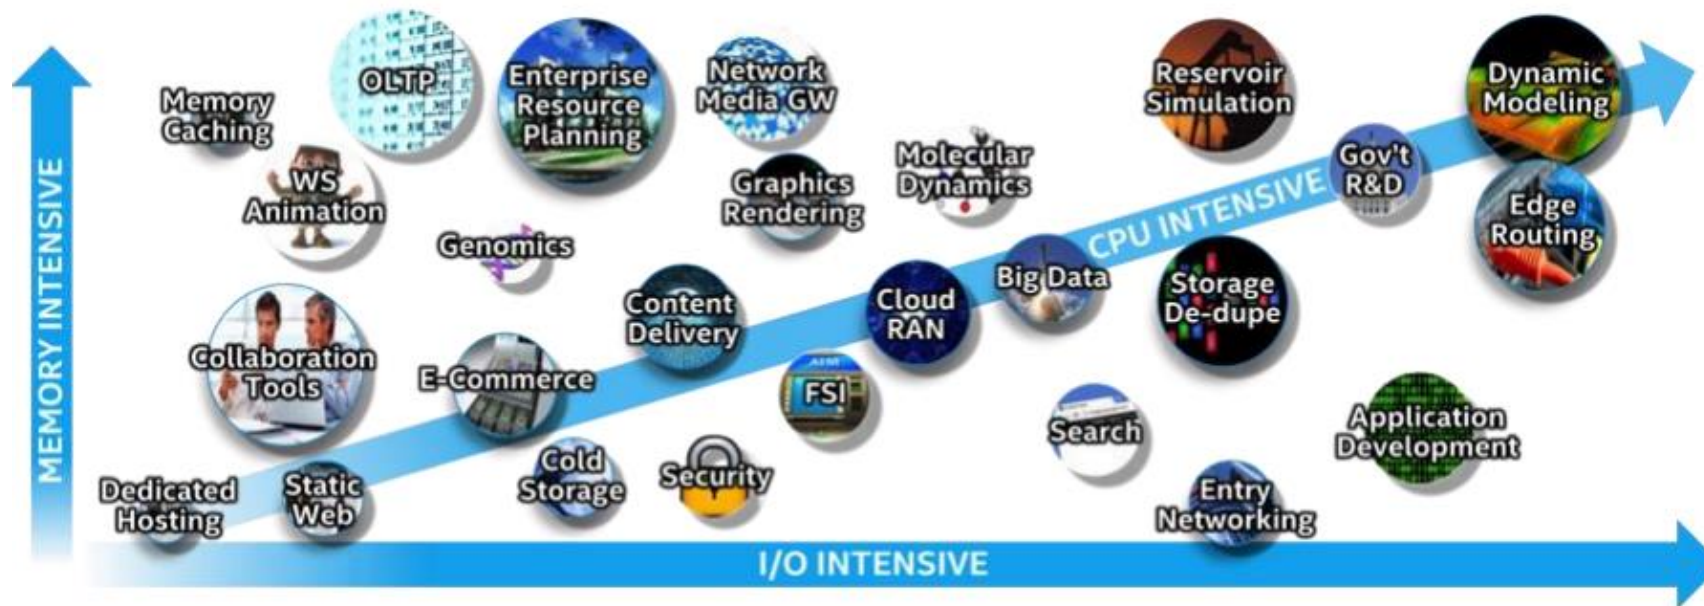 MEMORY INTENSIVE
Memory
Caching
OLTP
Enterprise
Resource
Planning
Network
Media GW
Reservoir
Simulation
Dynamic
Modeling
WS
Animation
Graphics
Rendering
Molecular
Dynamics
Gov't
R&D
Edge
Routing
Genomics
CPU INTENSIVE
Content
Delivery
Cloud
RAN
Big Data
Storage
De-dupe
Collaboration
Tools
E-Commerce
ATM
FSI
Search
Application
Development
Dedicated
Hosting
Static
Web
Cold
Storage
Security
Entry
Networking
I/O INTENSIVE